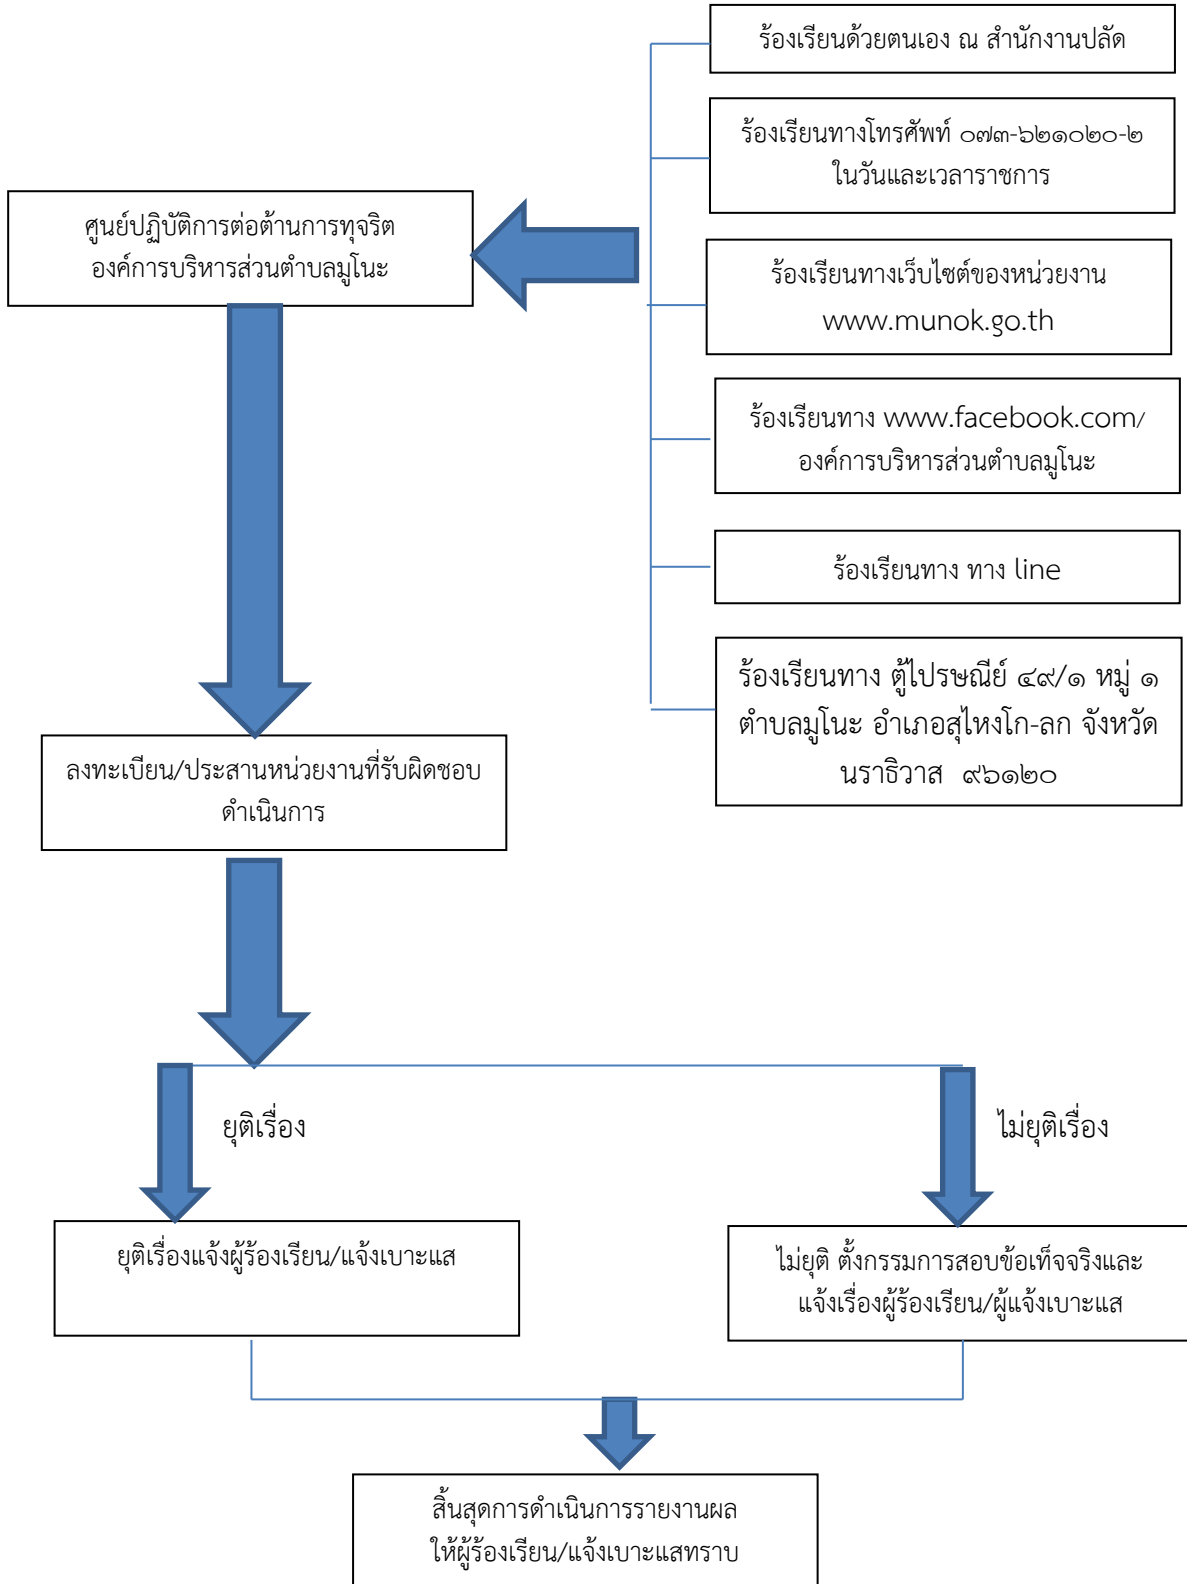 ร้องเรียนด้วยตนเอง ณ สำนักงานปลัด
ร้องเรียนทางโทรศัพท์ ๐๗๓-๖๒๑๐๒๐-๒
ในวันและเวลาราชการ
ศูนย์ปฏิบัติการต่อต้านการทุจริต
องค์การบริหารส่วนตำบลมูโนะ
ร้องเรียนทางเว็บไซต์ของหน่วยงาน
www.munok.go.th
ร้องเรียนทาง www.facebook.com/
องค์การบริหารส่วนตำบลมูโนะ
ร้องเรียนทาง ทาง line
ร้องเรียนทาง ตู้ไปรษณีย์ ๔๙/๑ หมู่ ๑
ตำบลมูโนะ อำเภอสุไหงโก-ลก จังหวัด
นราธิวาส ๙๖๑๒๐
ลงทะเบียน/ประสานหน่วยงานที่รับผิดชอบ
ดำเนินการ
ยุติเรื่อง
ไม่ยุติเรื่อง
ยุติเรื่องแจ้งผู้ร้องเรียน/แจ้งเบาะแส
ไม่ยุติ ตั้งกรรมการสอบข้อเท็จจริงและ
แจ้งเรื่องผู้ร้องเรียน/ผู้แจ้งเบาะแส
สิ้นสุดการดำเนินการรายงานผล
ให้ผู้ร้องเรียน/แจ้งเบาะแสทราบ